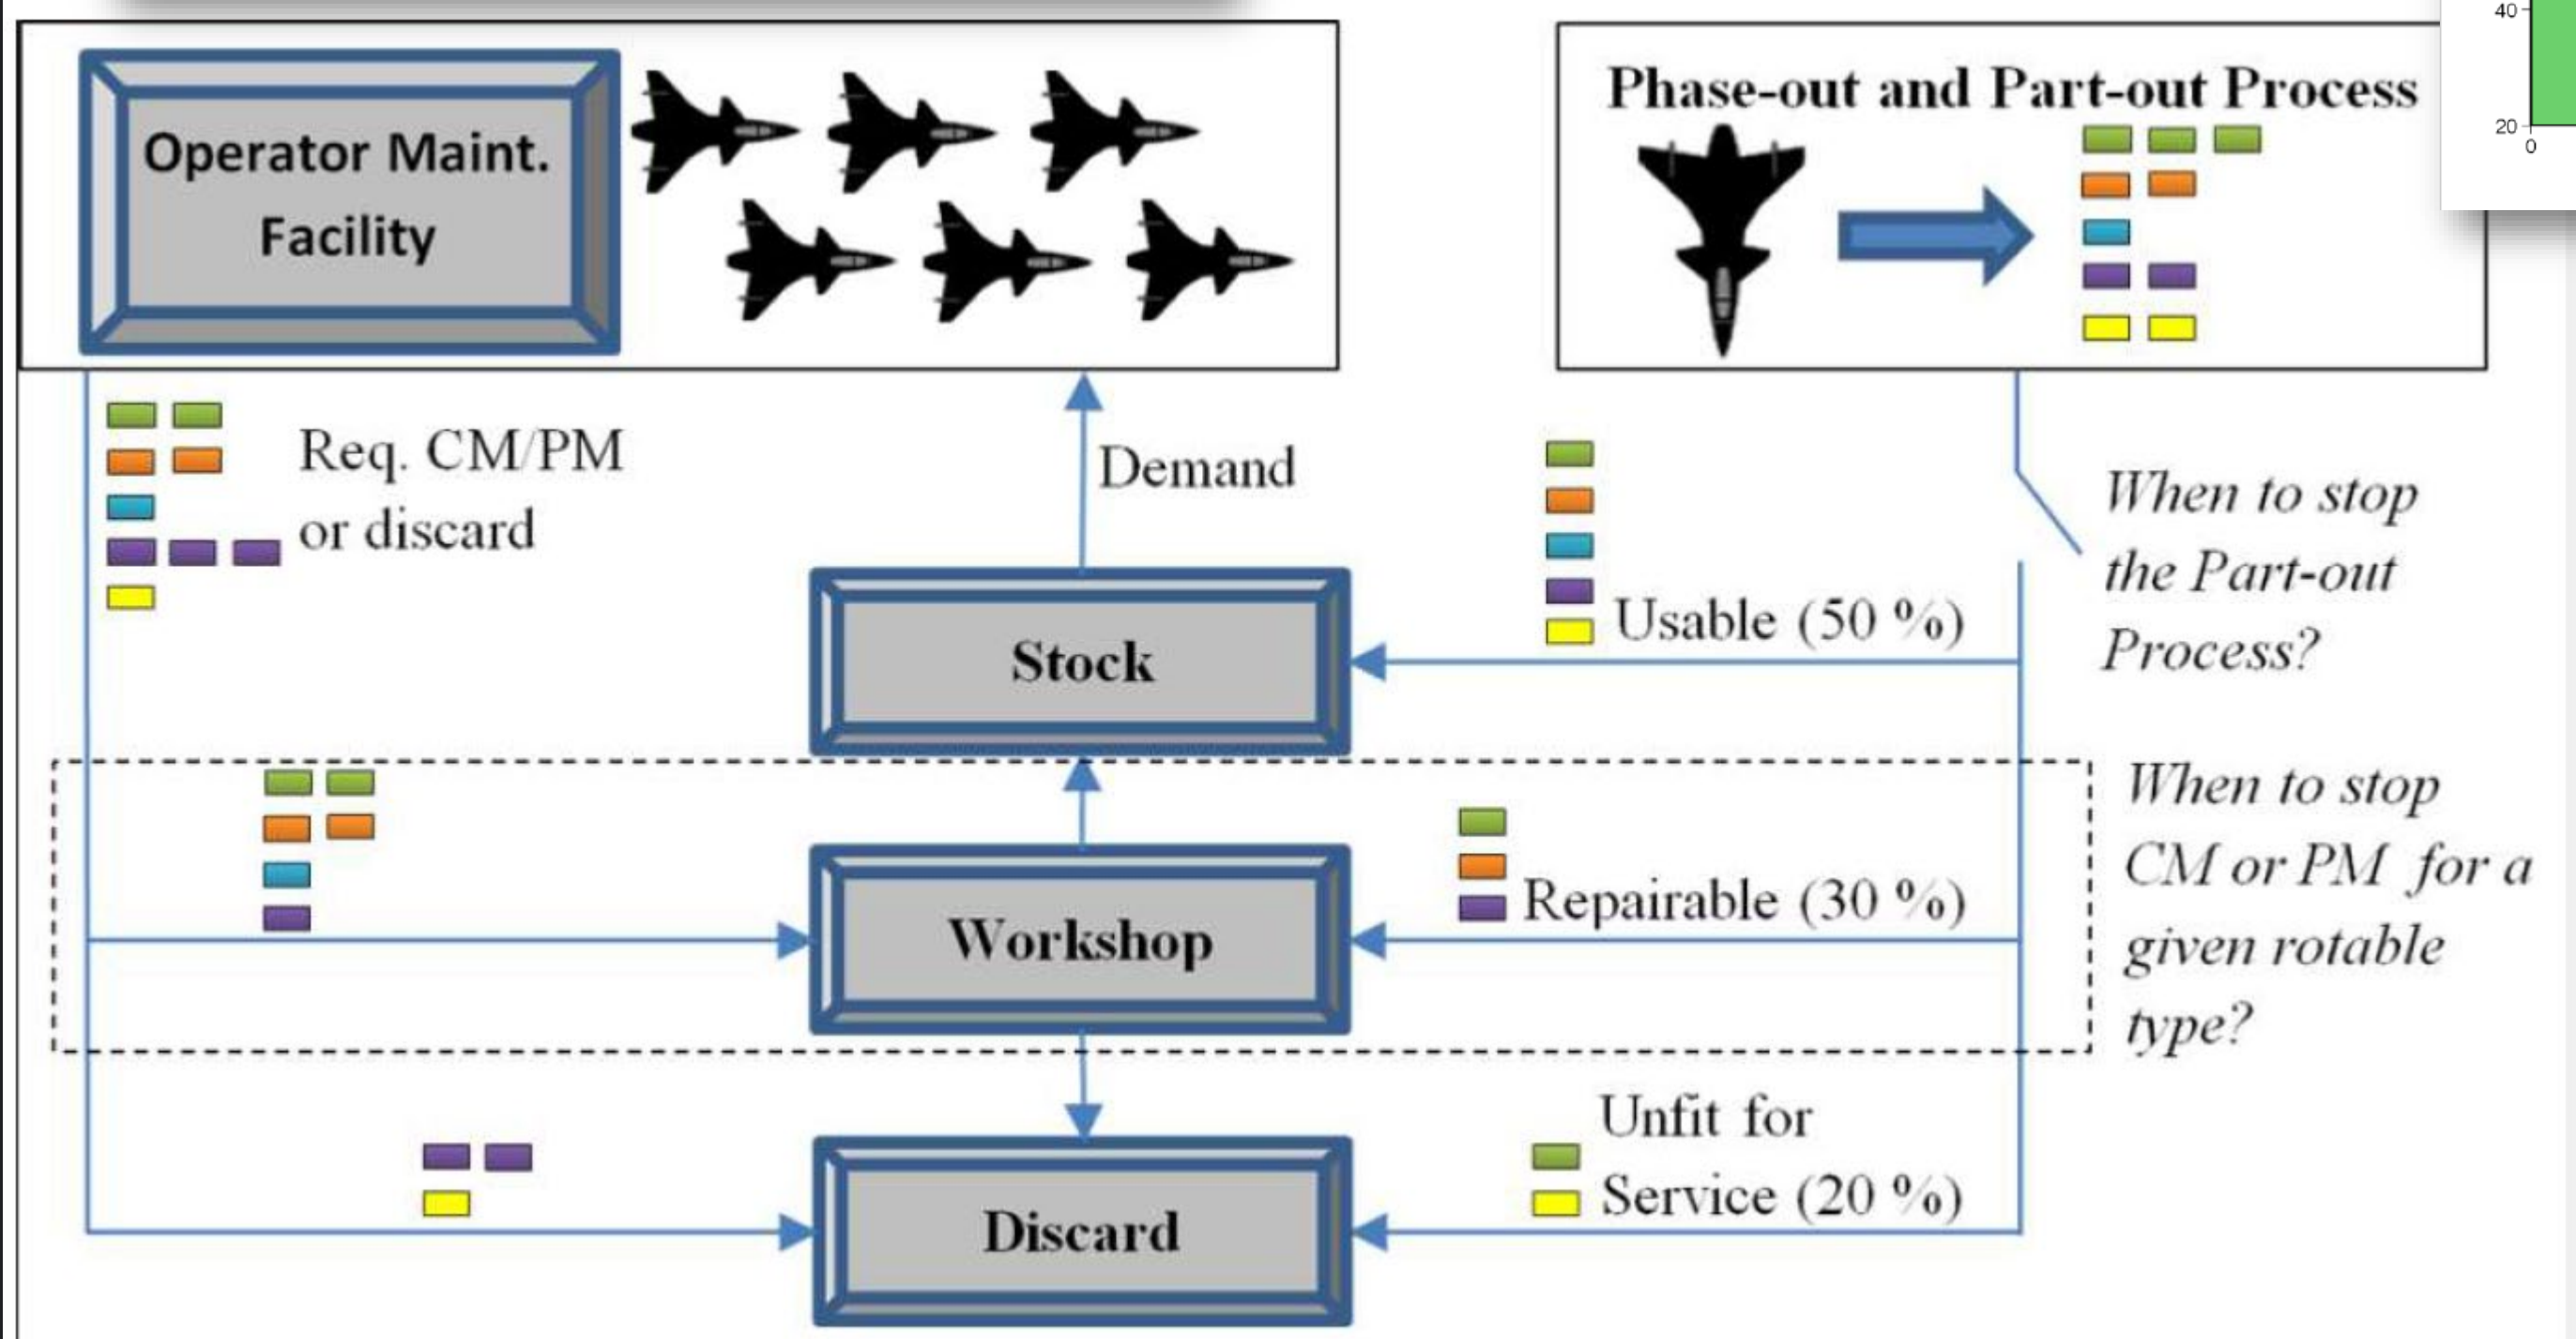 Operator Maint.
Facility
Phase-out and Part-out Process
40
20
0
Req. CM/PM
or discard
Demand
Usable (50 %)
When to stop
the Part-out
Process?
Stock
When to stop
CM or PM for a
given rotable
type?
Repairable (30 %)
Workshop
Unfit for
Service (20 %)
Discard